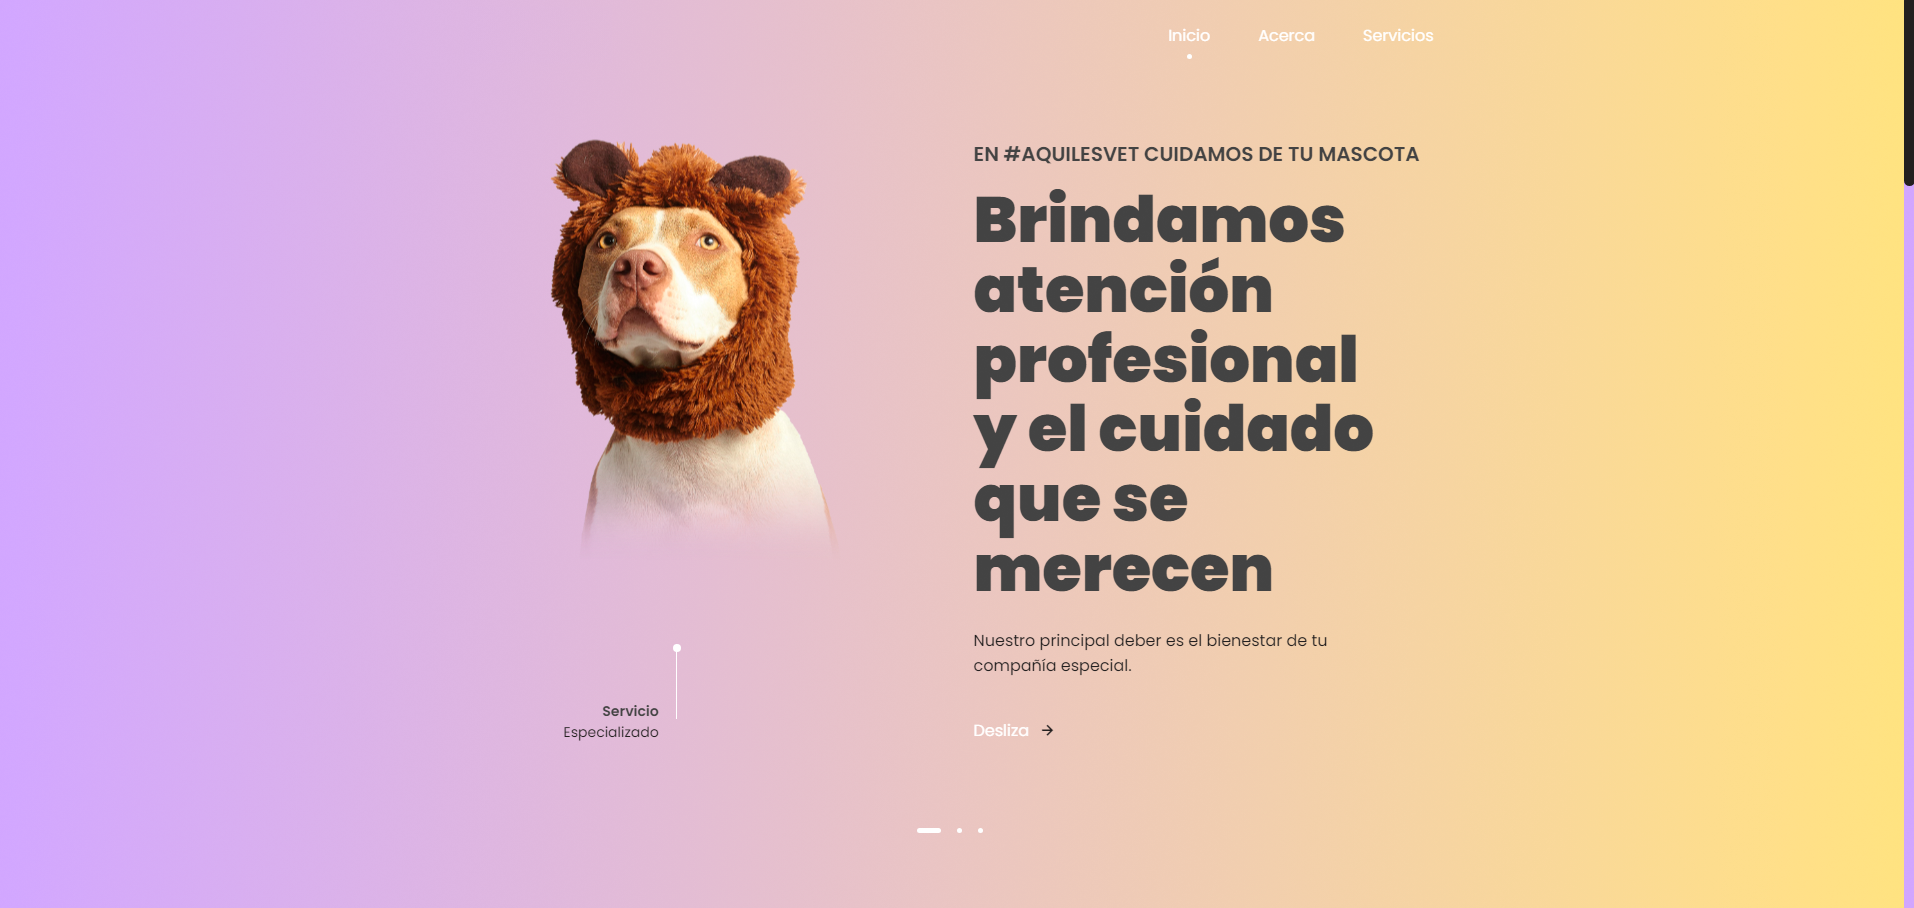 Inicio
Acerca
Servicios
EN #AQUILESVET CUIDAMOS DE TU MASCOTA
Brindamos
atención
profesional
y el cuidado
que se
merecen
Nuestro principal deber es el bienestar de tu
compañía especial.
Servicio
Especializado
Desliza